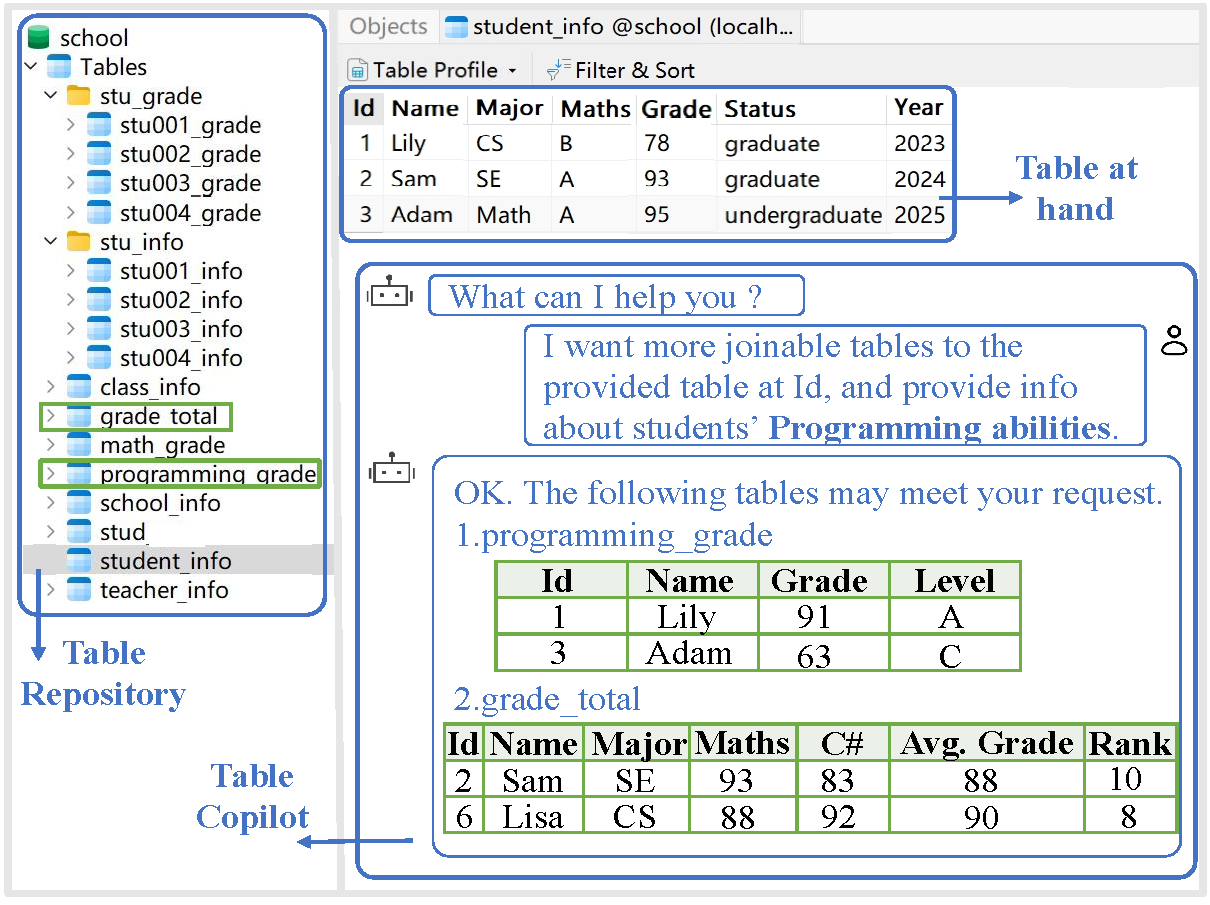 school
Tables
stu_grade
stu001_grade
stu002_grade
stu003_grade
stu004_grade
stu_info
stu001_info
stu002_info
stu003_info
stu004_info
class_info
grade_total
math_grade
programming_grade
school_info
stud_
student_info
teacher_info
Table
Repository
Objects student_info @school (localh...
Table Profile Filter & Sort
Id Name Major Maths Grade Status Year
1 Lily CS B 78 graduate 2023
2 Sam SE A 93 graduate 2024
3 Adam Math A 95 undergraduate 2025
Table at
hand
What can I help you ?
I want more joinable tables to the
provided table at Id, and provide info
about students’ Programming abilities.
OK. The following tables may meet your request.
1.programming_grade
Id Name Grade Level
1 Lily 91 A
3 Adam 63 C
2.grade_total
Id Name Major Maths C# Avg. Grade Rank
2 Sam SE 93 83 88 10
6 Lisa CS 88 92 90 8
Table
Copilot